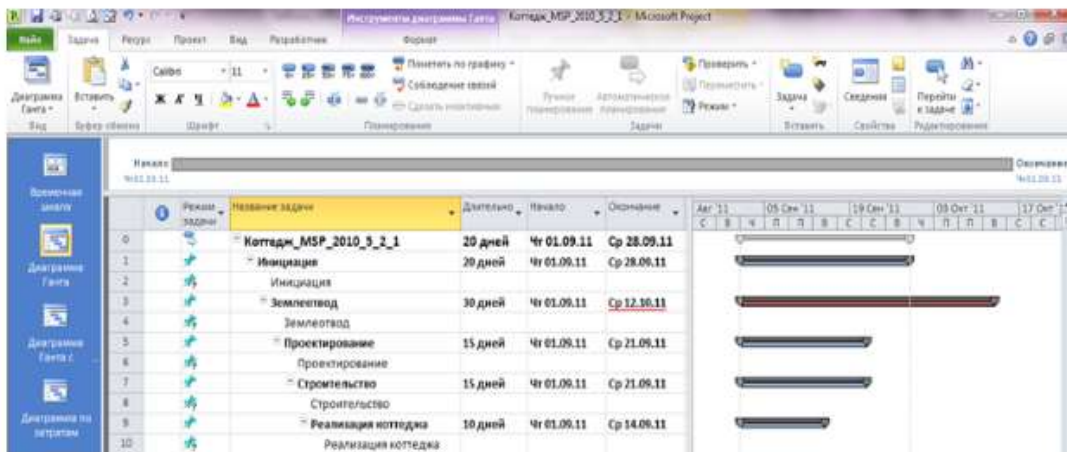 Инструменты диаграммы Ганта
Коттедж_MSP_2010_5_2_1 - Microsoft Project
Файл Задача Ресурс Проект Вид Разработчик Формат
Диаграмма Ганта
Вставить
Calibri 11
Ж К Ч
Пометить по графику
Соблюдение связей
Сделать неактивным
Ручное планирование
Автоматическое планирование
Проверить
Переместить
Режим
Задача
Сведения
Перейти к задаче
Вид Буфер обмена Шрифт Планирование Задачи Вставить Свойства Редактирование
Начало
Чт 01.09.11
Окончание
Временная шкала
Диаграмма Ганта
Диаграмма Ганта с
Диаграмма по затратам
Режим задачи Название задачи Длительно Начало Окончание
Авг '11 05 Сен '11 19 Сен '11 03 Окт '11 17 Окт '11
С В Ч П П В С С В Ч П П В С С
0 Коттедж_MSP_2010_5_2_1 20 дней Чт 01.09.11 Ср 28.09.11
1 Инициация 20 дней Чт 01.09.11 Ср 28.09.11
2 Инициация
3 Землеотвод 30 дней Чт 01.09.11 Ср 12.10.11
4 Землеотвод
5 Проектирование 15 дней Чт 01.09.11 Ср 21.09.11
6 Проектирование
7 Строительство 15 дней Чт 01.09.11 Ср 21.09.11
8 Строительство
9 Реализация коттеджа 10 дней Чт 01.09.11 Ср 14.09.11
10 Реализация коттеджа